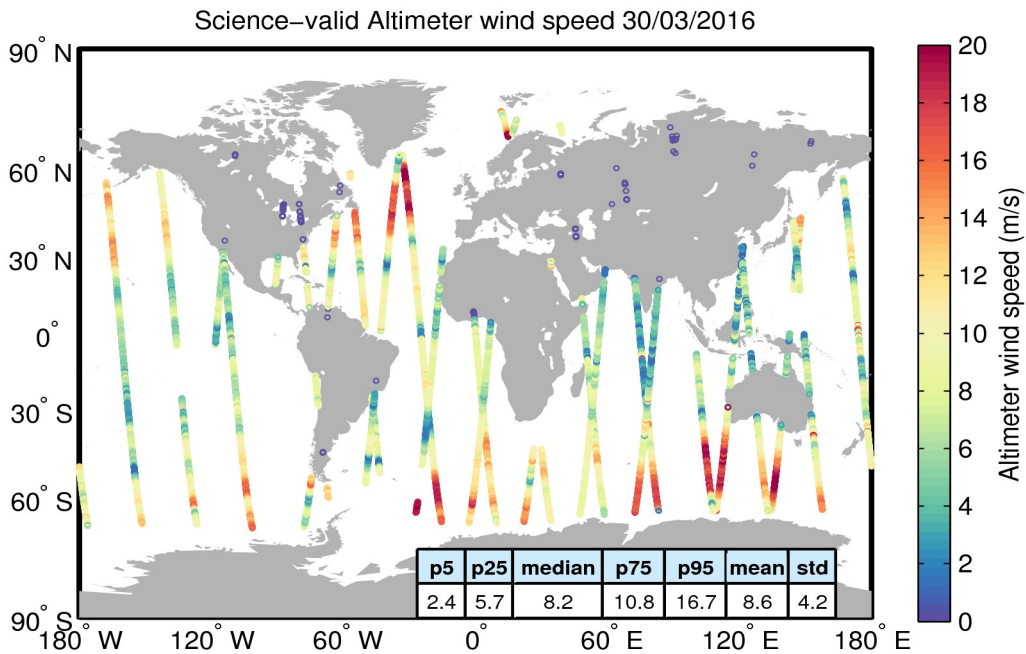 Science−valid Altimeter wind speed 30/03/2016
90° N
60° N
30° N
0°
30° S
60° S
90° S
180° W
120° W
60° W
0°
60° E
120° E
180° E
p5 p25 median p75 p95 mean std
2.4 5.7 8.2 10.8 16.7 8.6 4.2
20
18
16
14
12
10
8
6
4
2
0
Altimeter wind speed (m/s)